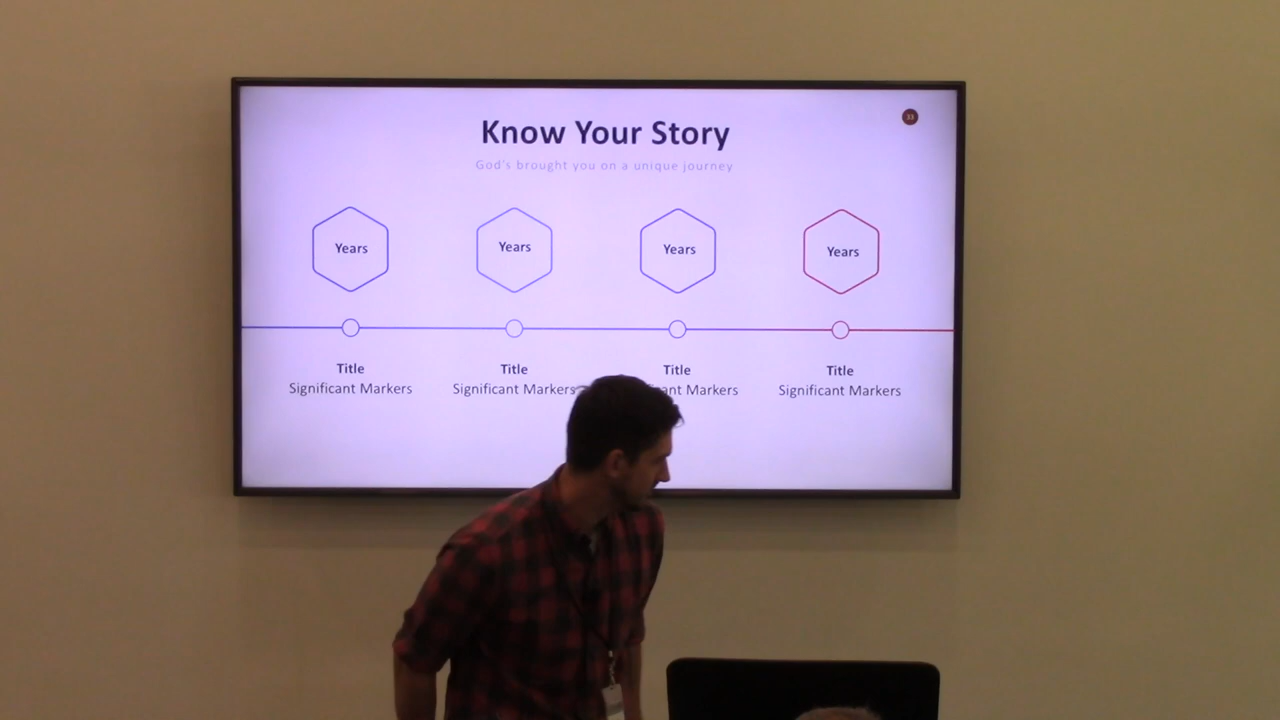 33
Know Your Story
God's brought you on a unique journey
Years Years Years Years
Title Title Title Title
Significant Markers Significant Markers Significant Markers